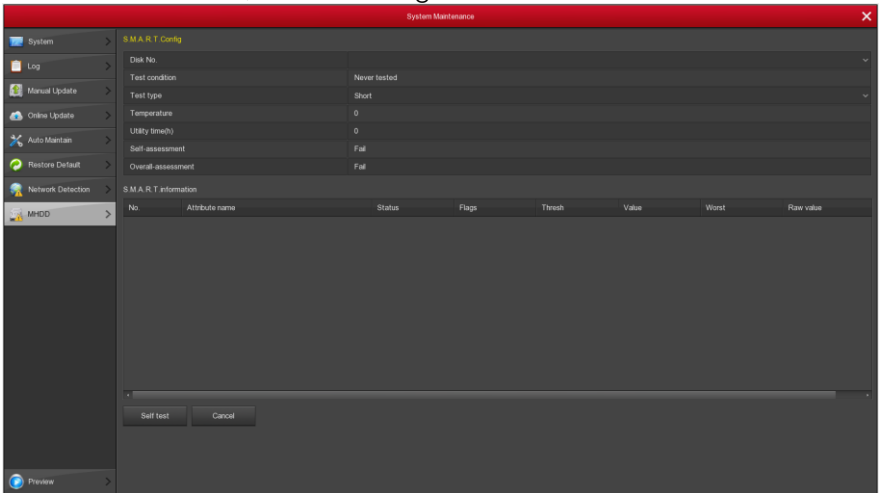 System Maintenance
System
Log
Manual Update
Online Update
Auto Maintain
Restore Default
Network Detection
MHDD
Preview
S.M.A.R.T.Config
Disk No.
Test condition Never tested
Test type Short
Temperature 0
Utility time(h) 0
Self-assessment Fail
Overall-assessment Fail
S.M.A.R.T.information
No. Attribute name Status Flags Thresh Value Worst Raw value
Self test Cancel